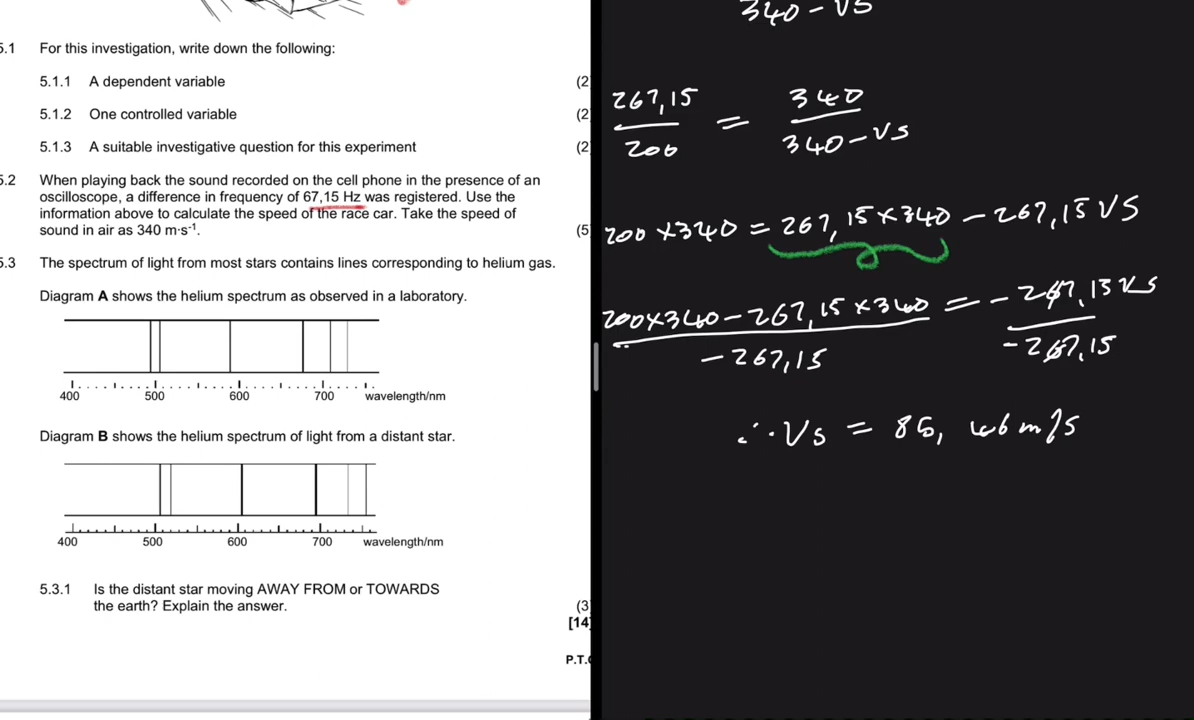 5.1 For this investigation, write down the following:
5.1.1 A dependent variable (2
5.1.2 One controlled variable (2
5.1.3 A suitable investigative question for this experiment (2
5.2 When playing back the sound recorded on the cell phone in the presence of an
oscilloscope, a difference in frequency of 67,15 Hz was registered. Use the
information above to calculate the speed of the race car. Take the speed of
sound in air as 340 m·s⁻¹. (5
5.3 The spectrum of light from most stars contains lines corresponding to helium gas.
Diagram A shows the helium spectrum as observed in a laboratory.
400 500 600 700 wavelength/nm
Diagram B shows the helium spectrum of light from a distant star.
400 500 600 700 wavelength/nm
5.3.1 Is the distant star moving AWAY FROM or TOWARDS
the earth? Explain the answer. (3
[14]
P.T.
340 - VS
267,15 / 200 = 340 / 340 - VS
200 × 340 = 267,15 × 340 - 267,15 VS
200×340 - 267,15 × 340 / -267,15 = -267,15 VS / -267,15
∴ Vs = 85,46 m/s